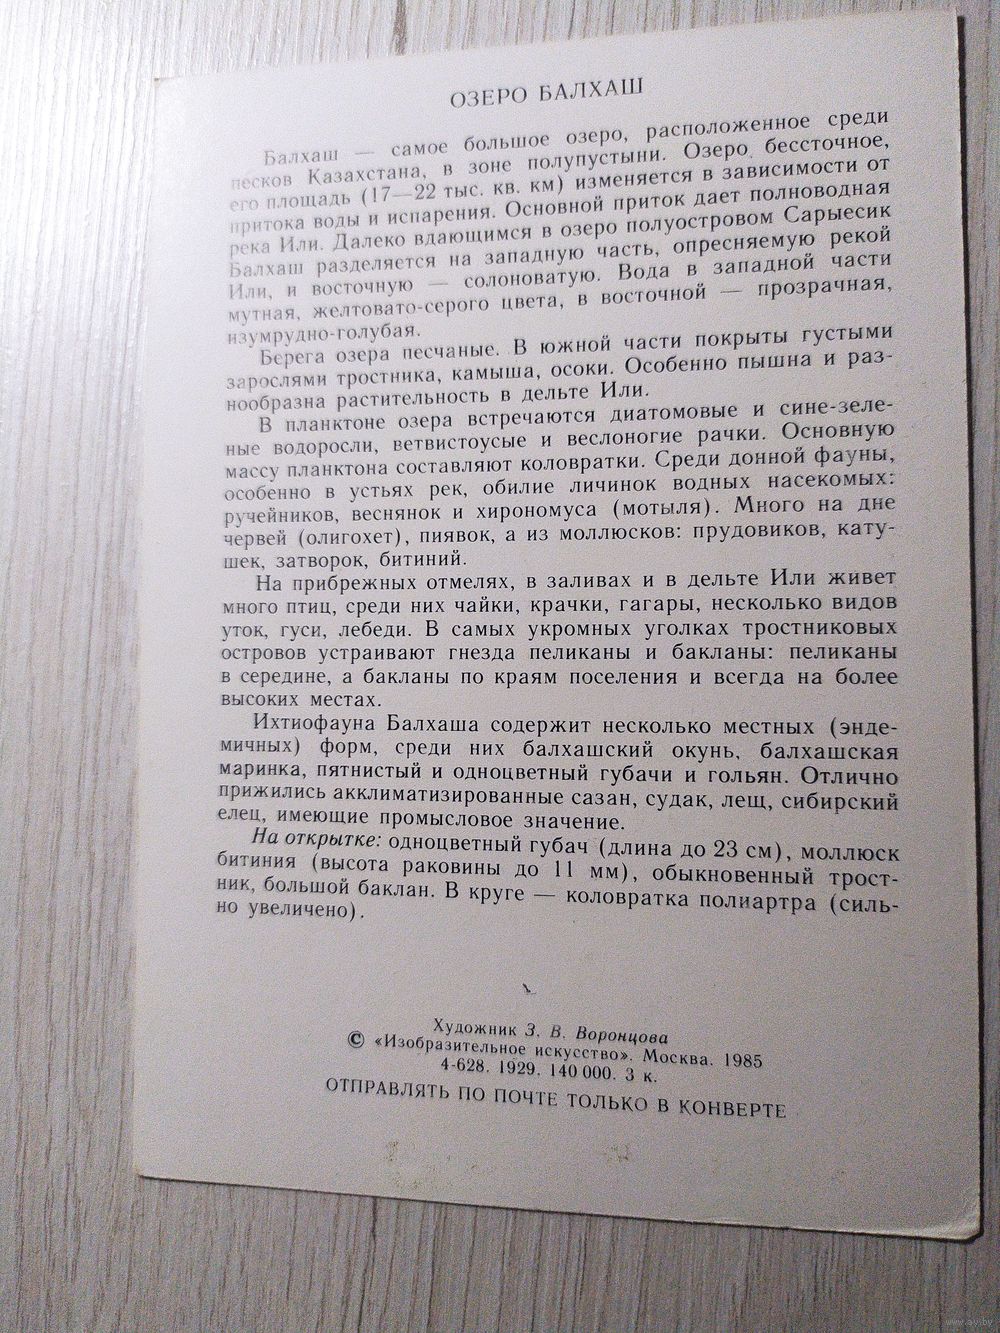 ОЗЕРО БАЛХАШ
Балхаш — самое большое озеро, расположенное среди
песков Казахстана, в зоне полупустыни. Озеро бессточное,
его площадь (17—22 тыс. кв. км) изменяется в зависимости от
притока воды и испарения. Основной приток дает полноводная
река Или. Далеко вдающимся в озеро полуостровом Сарыесик
Балхаш разделяется на западную часть, опресняемую рекой
Или, и восточную — солоноватую. Вода в западной части
мутная, желтовато-серого цвета, в восточной — прозрачная,
изумрудно-голубая.
Берега озера песчаные. В южной части покрыты густыми
зарослями тростника, камыша, осоки. Особенно пышна и раз-
нообразна растительность в дельте Или.
В планктоне озера встречаются диатомовые и сине-зеле-
ные водоросли, ветвистоусые и веслоногие рачки. Основную
массу планктона составляют коловратки. Среди донной фауны,
особенно в устьях рек, обилие личинок водных насекомых:
ручейников, веснянок и хирономуса (мотыля). Много на дне
червей (олигохет), пиявок, а из моллюсков: прудовиков, кату-
шек, затворок, битиний.
На прибрежных отмелях, в заливах и в дельте Или живет
много птиц, среди них чайки, крачки, гагары, несколько видов
уток, гуси, лебеди. В самых укромных уголках тростниковых
островов устраивают гнезда пеликаны и бакланы: пеликаны
в середине, а бакланы по краям поселения и всегда на более
высоких местах.
Ихтиофауна Балхаша содержит несколько местных (энде-
мичных) форм, среди них балхашский окунь, балхашская
маринка, пятнистый и одноцветный губачи и гольян. Отлично
прижились акклиматизированные сазан, судак, лещ, сибирский
елец, имеющие промысловое значение.
На открытке: одноцветный губач (длина до 23 см), моллюск
битиния (высота раковины до 11 мм), обыкновенный трост-
ник, большой баклан. В круге — коловратка полиартра (силь-
но увеличено).
Художник З. В. Воронцова
© «Изобразительное искусство». Москва. 1985
4-628. 1929. 140 000. 3 к.
ОТПРАВЛЯТЬ ПО ПОЧТЕ ТОЛЬКО В КОНВЕРТЕ
www.ay.by